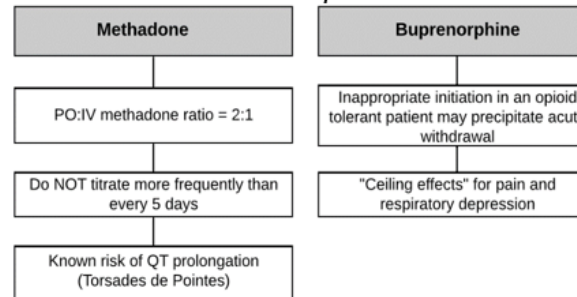 Methadone
PO:IV methadone ratio = 2:1
Do NOT titrate more frequently than
every 5 days
Known risk of QT prolongation
(Torsades de Pointes)
Buprenorphine
Inappropriate initiation in an opioid
tolerant patient may precipitate acut
withdrawal
"Ceiling effects" for pain and
respiratory depression